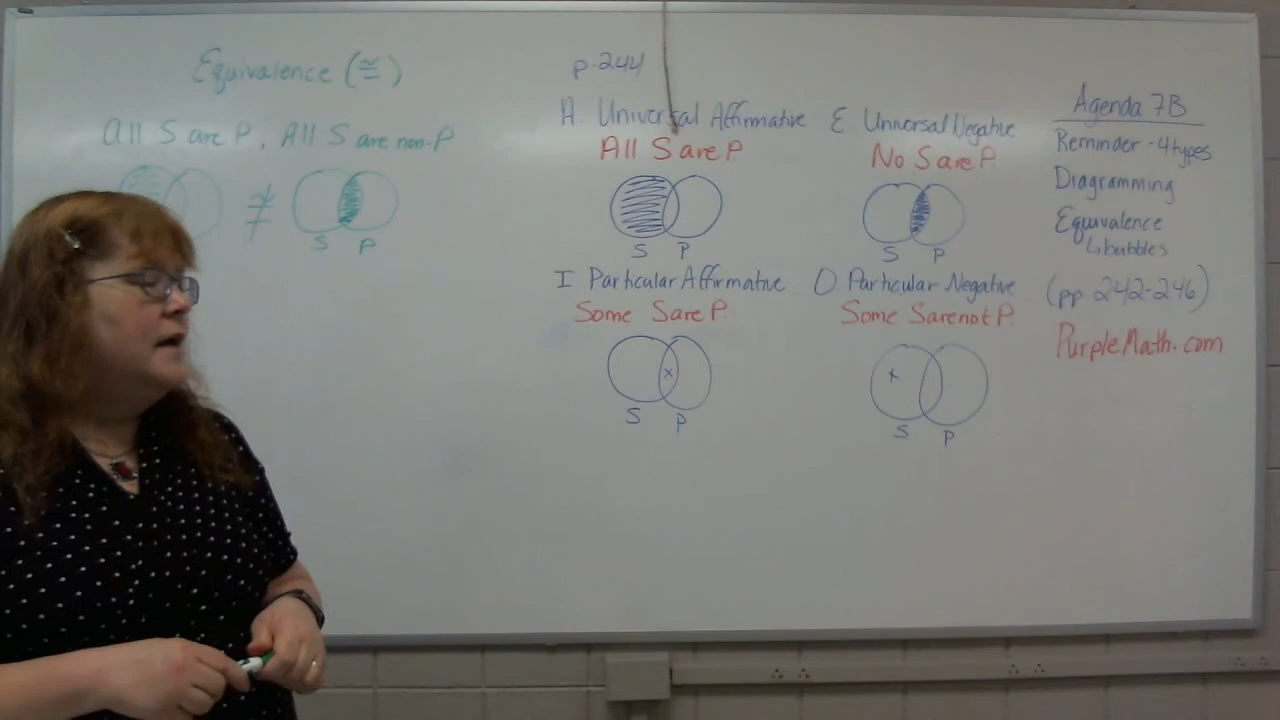 Equivalence (≅)
All S are P, All S are non-P
≇
S P
p.244
A. Universal Affirmative
All S are P.
S P
E Universal Negative
No S are P.
S P
I Particular Affirmative
Some S are P.
x
S P
O Particular Negative
Some S are not P.
x
S P
Agenda 7B
Reminder - 4 types
Diagramming
Equivalence
↳ bubbles
(pp 242-246)
PurpleMath.com